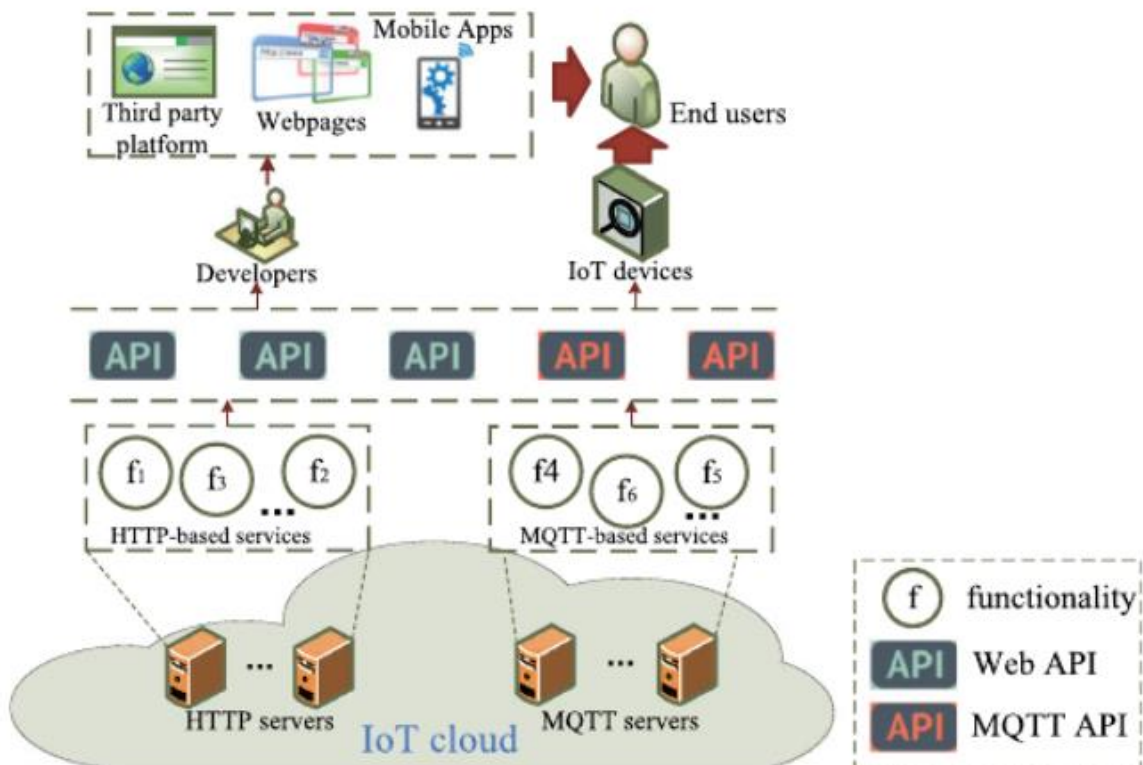 Mobile Apps
Third party
platform
Webpages
End users
Developers
IoT devices
API API API API API
f1 f3 ... f2
HTTP-based services
f4 f6 f5 ...
MQTT-based services
HTTP servers
MQTT servers
IoT cloud
f functionality
API Web API
API MQTT API